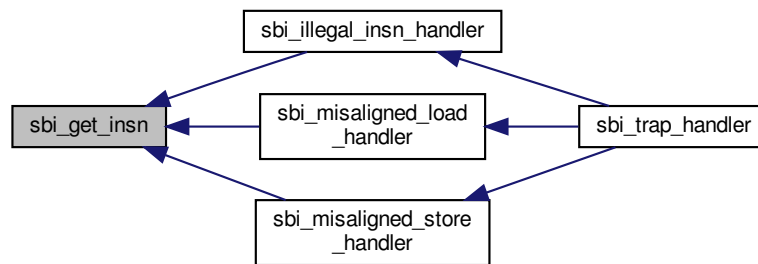 sbi_illegal_insn_handler
sbi_get_insn
sbi_misaligned_load
_handler
sbi_trap_handler
sbi_misaligned_store
_handler